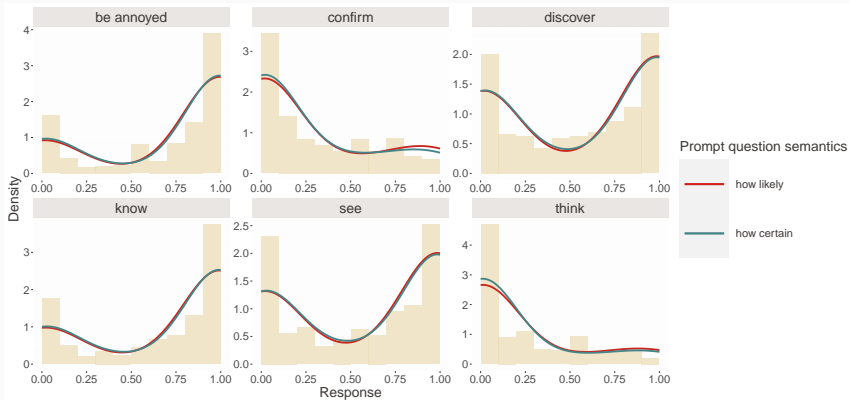 be annoyed
confirm
discover
4
3
2
1
0
3
2
1
0
2.0
1.5
1.0
0.5
0.0
0.00 0.25 0.50 0.75 1.00
0.00 0.25 0.50 0.75 1.00
0.00 0.25 0.50 0.75 1.00
Density
know
see
think
3
2
1
0
2.5
2.0
1.5
1.0
0.5
0.0
4
3
2
1
0
0.00 0.25 0.50 0.75 1.00
0.00 0.25 0.50 0.75 1.00
0.00 0.25 0.50 0.75 1.00
Response
Prompt question semantics
how likely
how certain